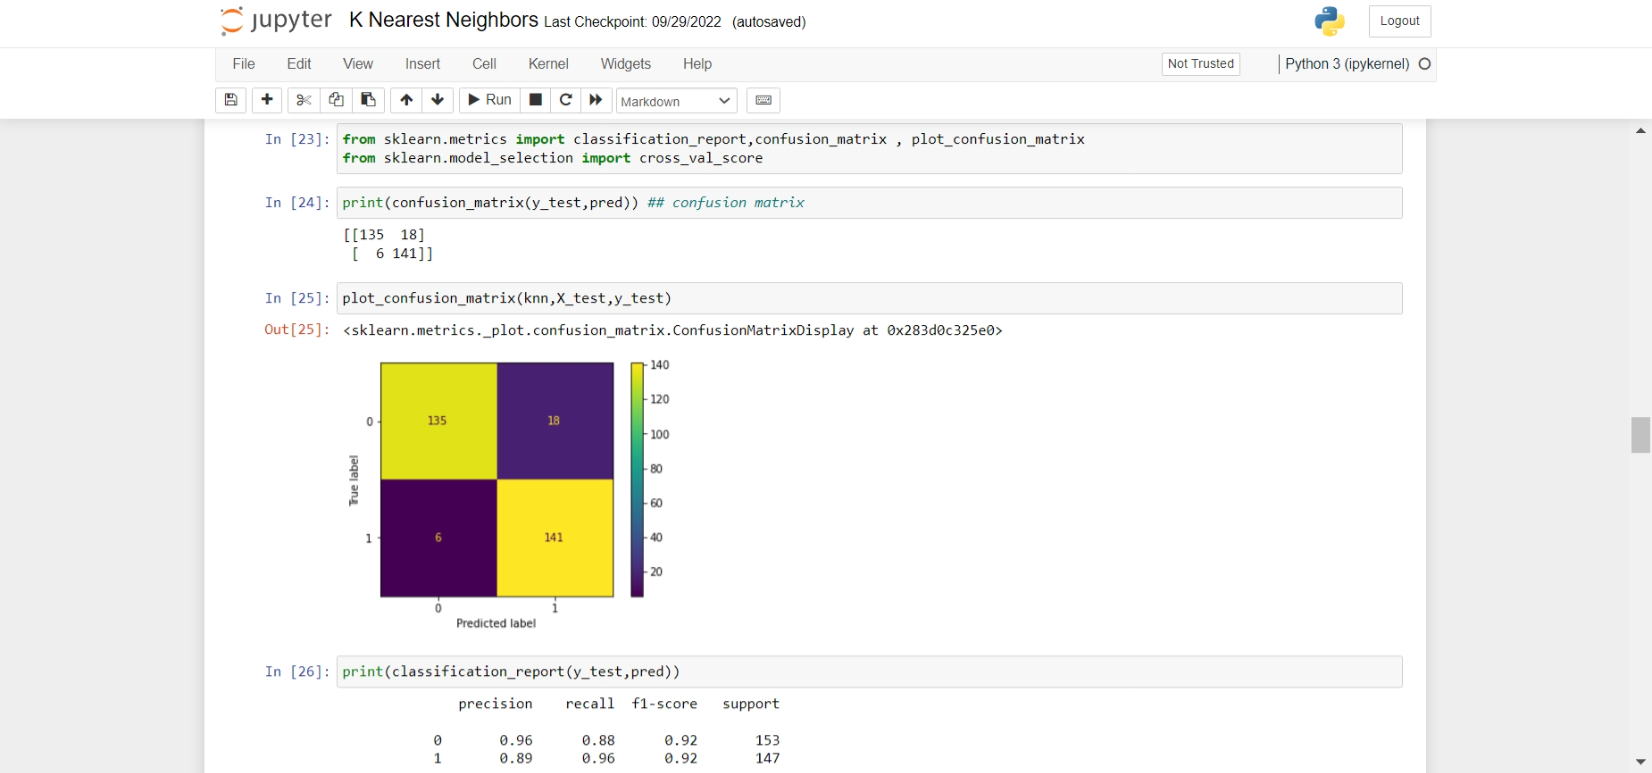 jupyter K Nearest Neighbors Last Checkpoint: 09/29/2022 (autosaved) Logout
File Edit View Insert Cell Kernel Widgets Help Not Trusted Python 3 (ipykernel)
Run Markdown
In [23]: from sklearn.metrics import classification_report,confusion_matrix , plot_confusion_matrix
from sklearn.model_selection import cross_val_score
In [24]: print(confusion_matrix(y_test,pred)) ## confusion matrix
[[135  18]
[  6 141]]
In [25]: plot_confusion_matrix(knn,X_test,y_test)
Out[25]: <sklearn.metrics._plot.confusion_matrix.ConfusionMatrixDisplay at 0x283d0c325e0>
140
120
100
80
60
40
20
0 135 18
True label
1 6 141
0 1
Predicted label
In [26]: print(classification_report(y_test,pred))
precision recall f1-score support
0 0.96 0.88 0.92 153
1 0.89 0.96 0.92 147